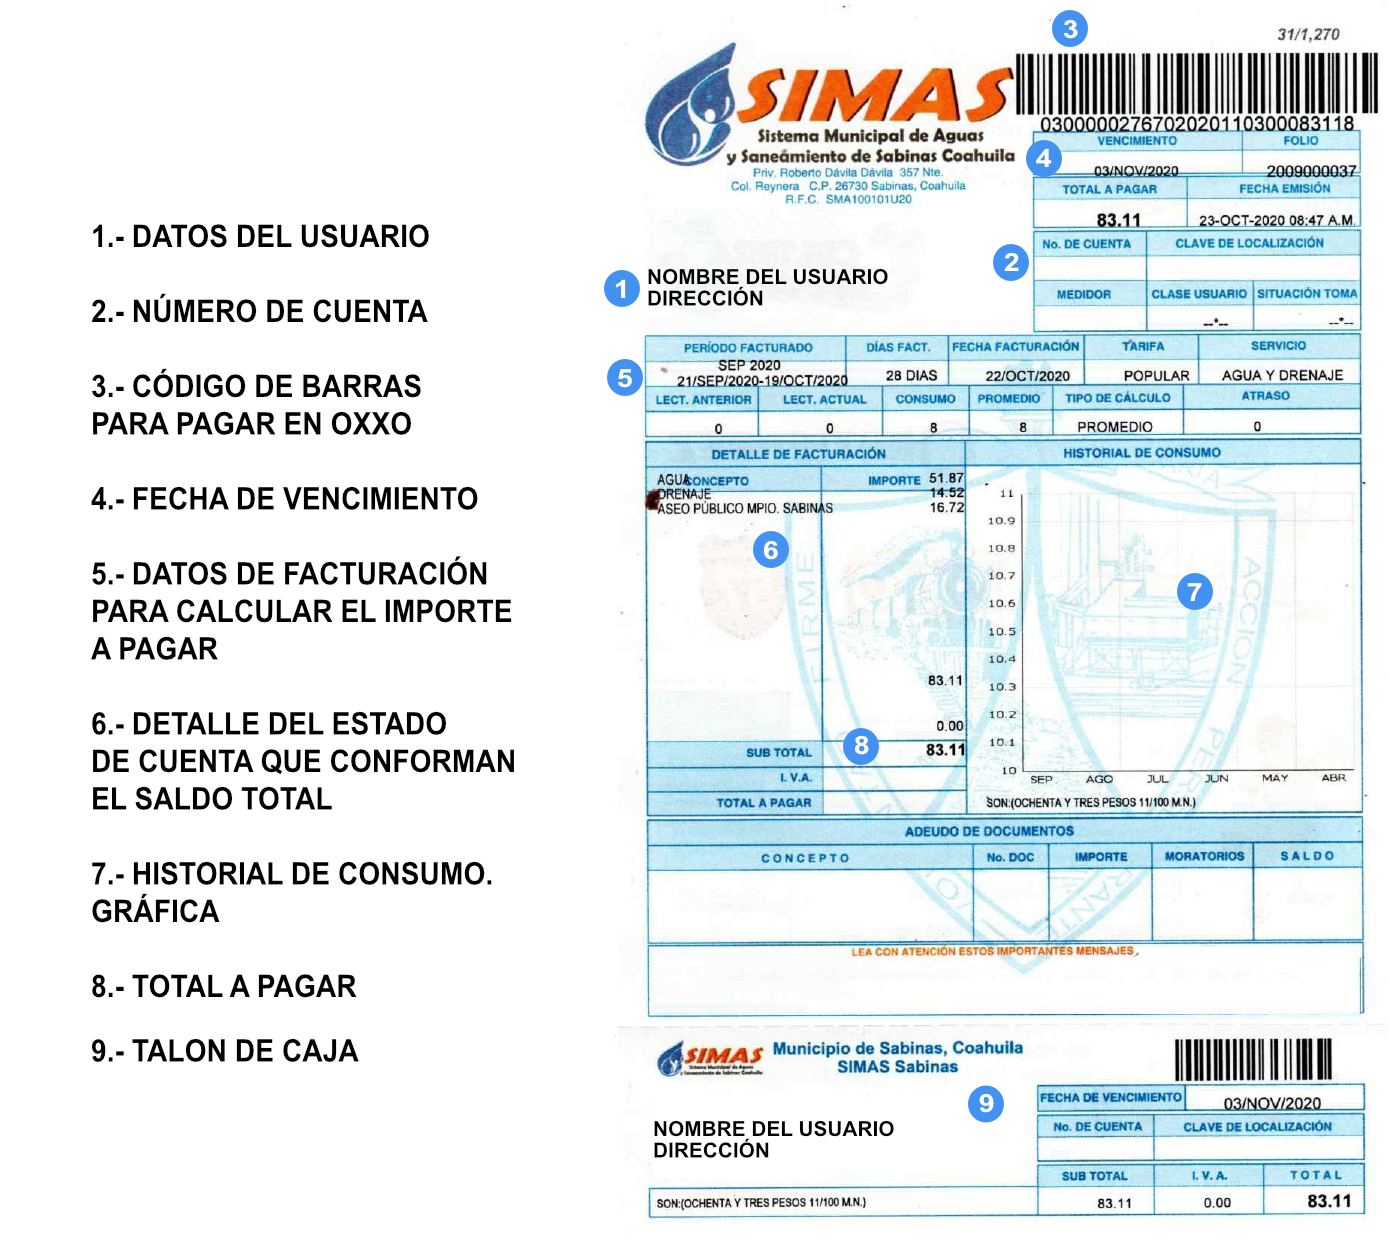 1.- DATOS DEL USUARIO
2.- NÚMERO DE CUENTA
3.- CÓDIGO DE BARRAS
PARA PAGAR EN OXXO
4.- FECHA DE VENCIMIENTO
5.- DATOS DE FACTURACIÓN
PARA CALCULAR EL IMPORTE
A PAGAR
6.- DETALLE DEL ESTADO
DE CUENTA QUE CONFORMAN
EL SALDO TOTAL
7.- HISTORIAL DE CONSUMO.
GRÁFICA
8.- TOTAL A PAGAR
9.- TALON DE CAJA
3
31/1,270
SIMAS
Sistema Municipal de Aguas
y Saneámiento de Sabinas Coahuila
Priv. Roberto Dávila Dávila 357 Nte.
Col. Reynera C.P. 26730 Sabinas, Coahuila
R.F.C. SMA100101U20
03000002767020201103000831​18
4
VENCIMIENTO FOLIO
03/NOV/2020 2009000037
TOTAL A PAGAR FECHA EMISIÓN
83.11 23-OCT-2020 08:47 A.M.
2
No. DE CUENTA CLAVE DE LOCALIZACIÓN
MEDIDOR CLASE USUARIO SITUACIÓN TOMA
--*-- --*--
1
NOMBRE DEL USUARIO
DIRECCIÓN
5
PERÍODO FACTURADO DÍAS FACT. FECHA FACTURACIÓN TARIFA SERVICIO
SEP 2020
21/SEP/2020-19/OCT/2020 28 DIAS 22/OCT/2020 POPULAR AGUA Y DRENAJE
LECT. ANTERIOR LECT. ACTUAL CONSUMO PROMEDIO TIPO DE CÁLCULO ATRASO
0 0 8 8 PROMEDIO 0
DETALLE DE FACTURACIÓN HISTORIAL DE CONSUMO
CONCEPTO IMPORTE
AGUA 51.87
DRENAJE 14.52
ASEO PÚBLICO MPIO. SABINAS 16.72
6
83.11
0.00
8
SUB TOTAL 83.11
I.V.A.
TOTAL A PAGAR
7
11
10.9
10.8
10.7
10.6
10.5
10.4
10.3
10.2
10.1
10
SEP AGO JUL JUN MAY ABR
SON:(OCHENTA Y TRES PESOS 11/100 M.N.)
FIRME
ACCION
ADEUDO DE DOCUMENTOS
CONCEPTO No. DOC IMPORTE MORATORIOS SALDO
LEA CON ATENCIÓN ESTOS IMPORTANTES MENSAJES
SIMAS
Sistema Municipal de Aguas
y Saneamiento de Sabinas Coahuila
Municipio de Sabinas, Coahuila
SIMAS Sabinas
9
FECHA DE VENCIMIENTO 03/NOV/2020
No. DE CUENTA CLAVE DE LOCALIZACIÓN
NOMBRE DEL USUARIO
DIRECCIÓN
SUB TOTAL I. V. A. TOTAL
SON:(OCHENTA Y TRES PESOS 11/100 M.N.) 83.11 0.00 83.11